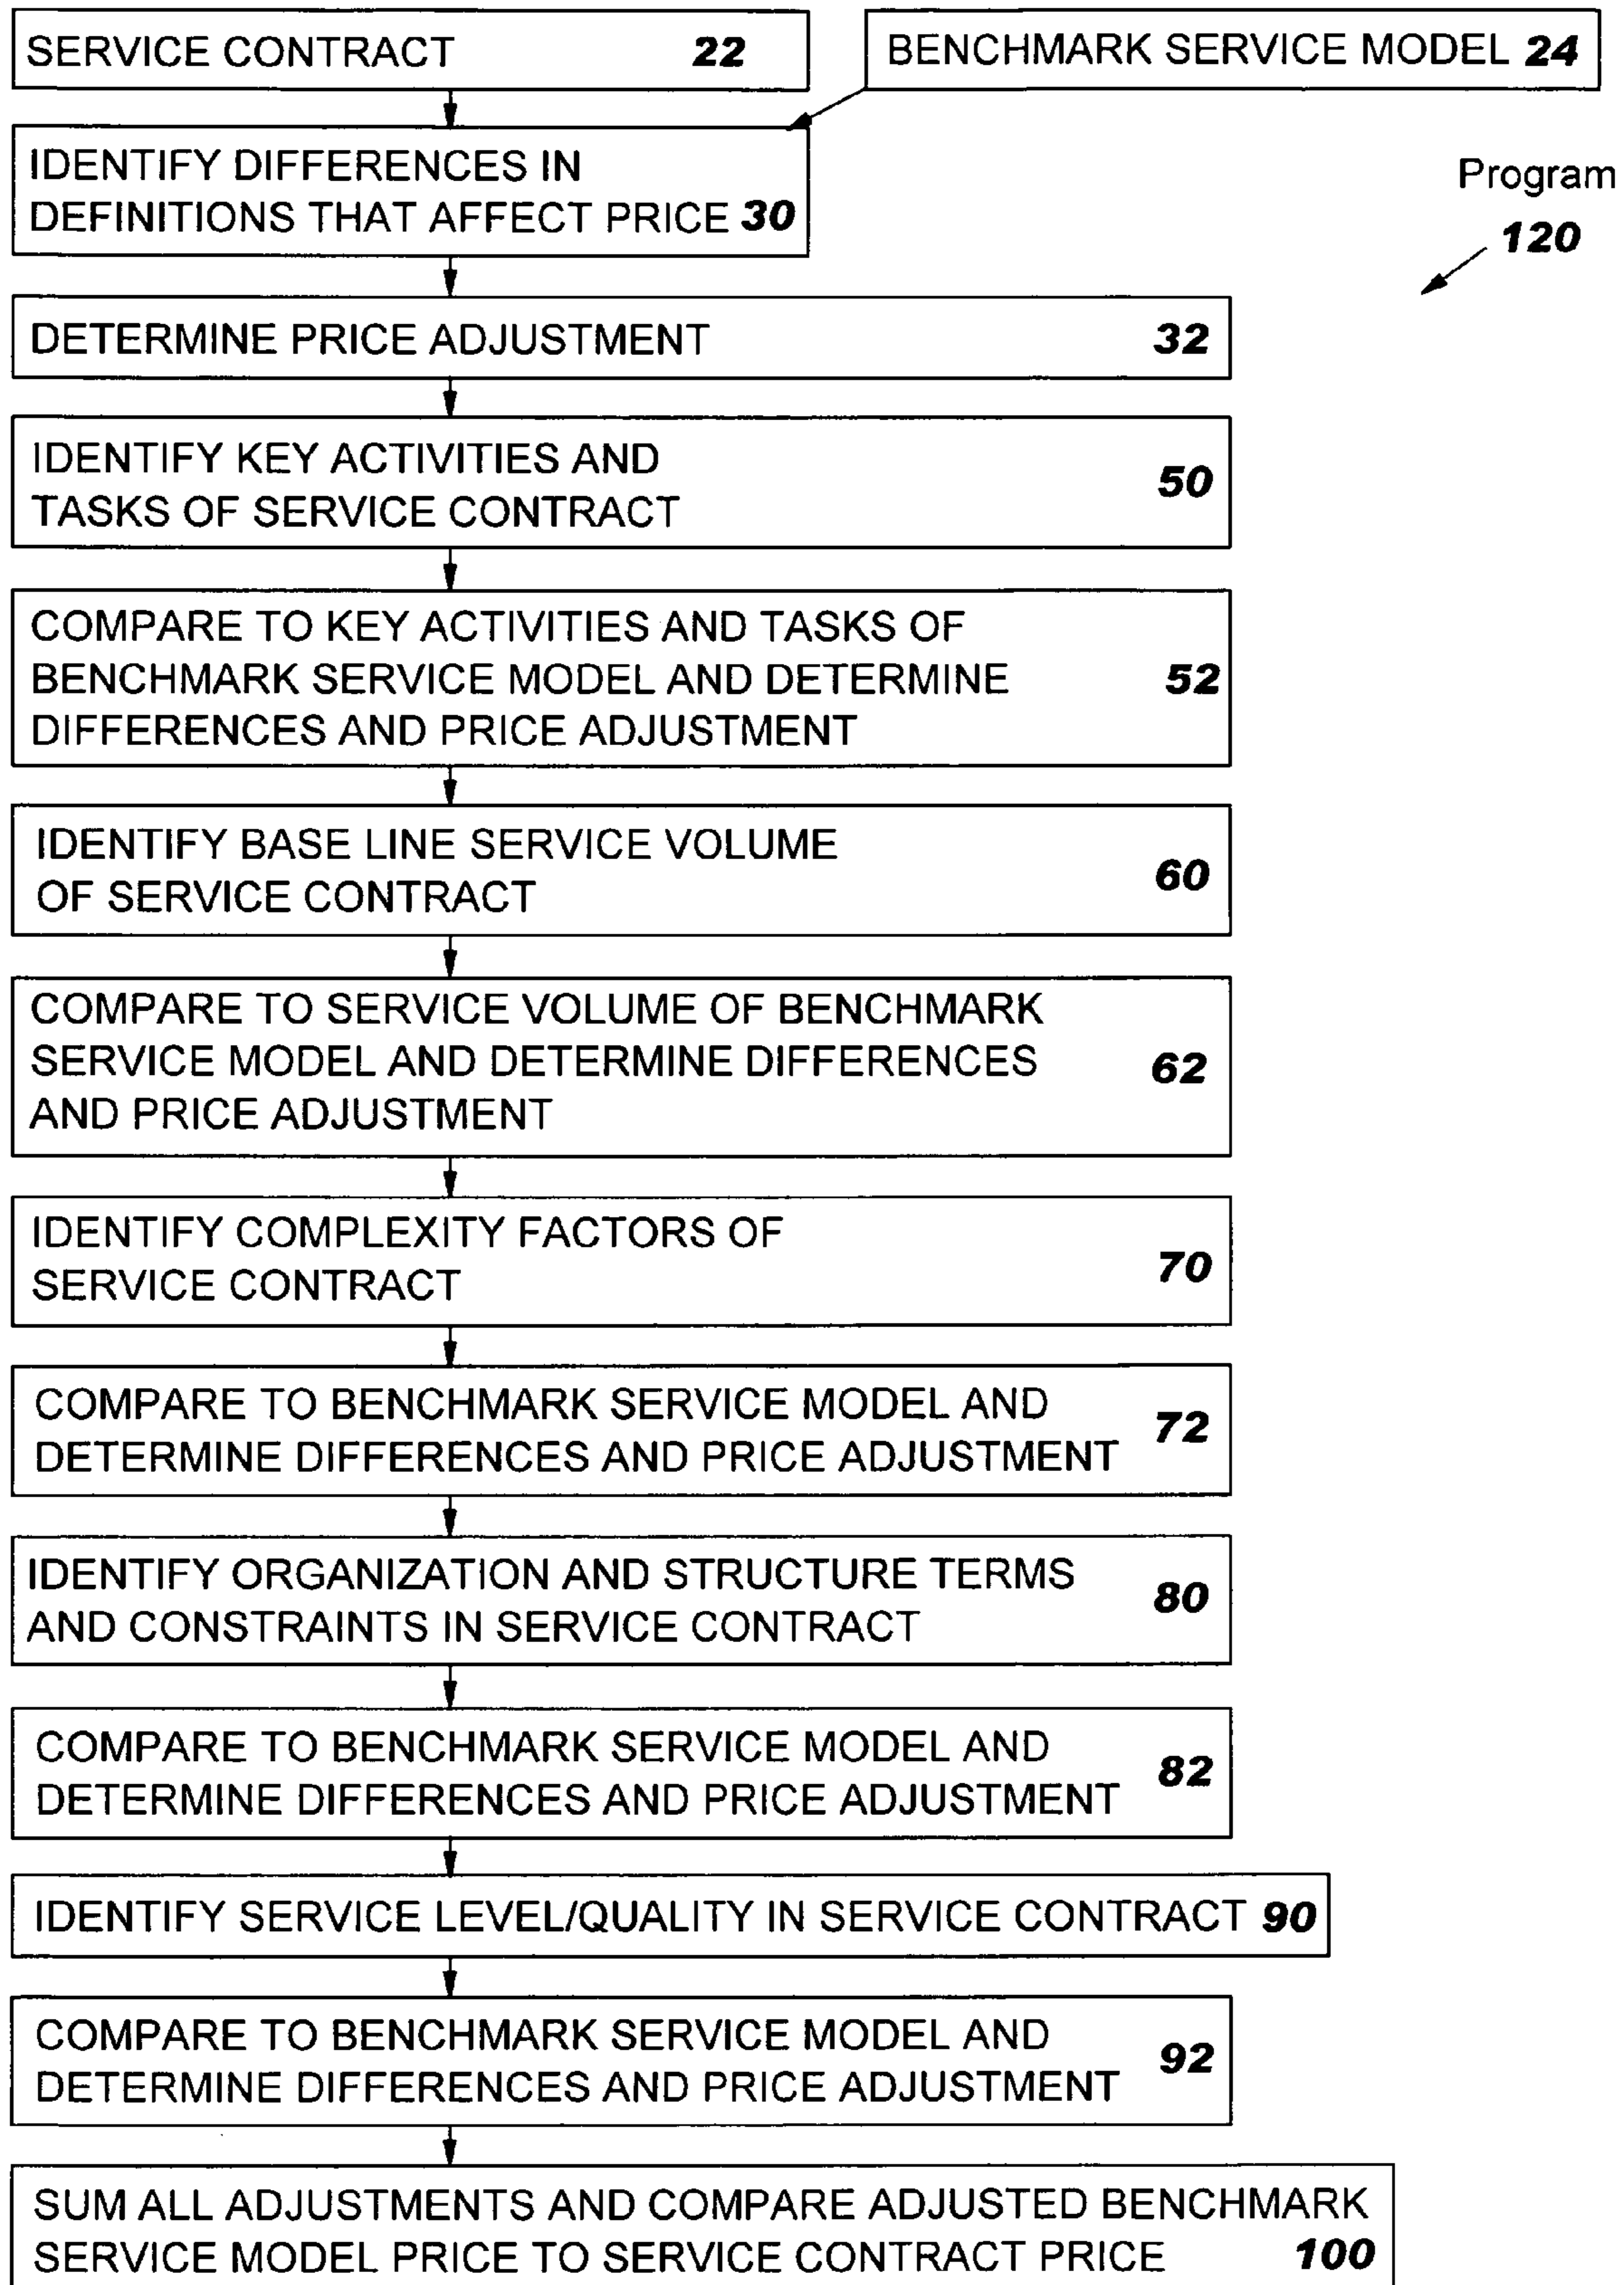 SERVICE CONTRACT 22
BENCHMARK SERVICE MODEL 24
IDENTIFY DIFFERENCES IN
DEFINITIONS THAT AFFECT PRICE 30
Program
120
DETERMINE PRICE ADJUSTMENT 32
IDENTIFY KEY ACTIVITIES AND
TASKS OF SERVICE CONTRACT
50
COMPARE TO KEY ACTIVITIES AND TASKS OF
BENCHMARK SERVICE MODEL AND DETERMINE 52
DIFFERENCES AND PRICE ADJUSTMENT
IDENTIFY BASE LINE SERVICE VOLUME
OF SERVICE CONTRACT
60
COMPARE TO SERVICE VOLUME OF BENCHMARK
SERVICE MODEL AND DETERMINE DIFFERENCES 62
AND PRICE ADJUSTMENT
IDENTIFY COMPLEXITY FACTORS OF
SERVICE CONTRACT
70
COMPARE TO BENCHMARK SERVICE MODEL AND
DETERMINE DIFFERENCES AND PRICE ADJUSTMENT
72
IDENTIFY ORGANIZATION AND STRUCTURE TERMS
AND CONSTRAINTS IN SERVICE CONTRACT
80
COMPARE TO BENCHMARK SERVICE MODEL AND
DETERMINE DIFFERENCES AND PRICE ADJUSTMENT
82
IDENTIFY SERVICE LEVEL/QUALITY IN SERVICE CONTRACT 90
COMPARE TO BENCHMARK SERVICE MODEL AND
DETERMINE DIFFERENCES AND PRICE ADJUSTMENT
92
SUM ALL ADJUSTMENTS AND COMPARE ADJUSTED BENCHMARK
SERVICE MODEL PRICE TO SERVICE CONTRACT PRICE 100